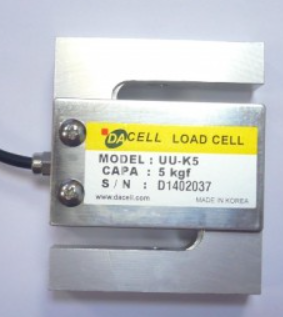 DACELL LOAD CELL
MODEL : UU-K5
CAPA : 5 kgf
S / N : D1402037
www.dacell.com MADE IN KOREA